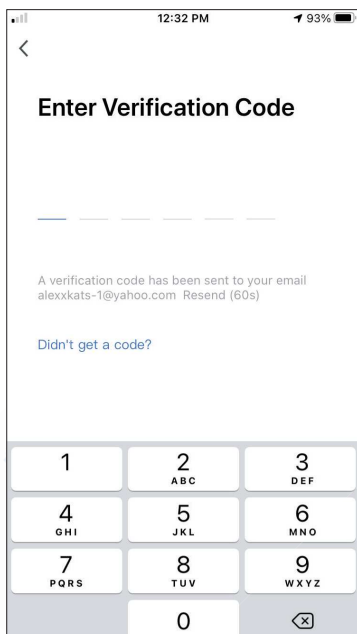 12:32 PM
93%
Enter Verification Code
A verification code has been sent to your email
alexxkats-1@yahoo.com Resend (60s)
Didn't get a code?
1 2 3
ABC DEF
4 5 6
GHI JKL MNO
7 8 9
PQRS TUV WXYZ
0